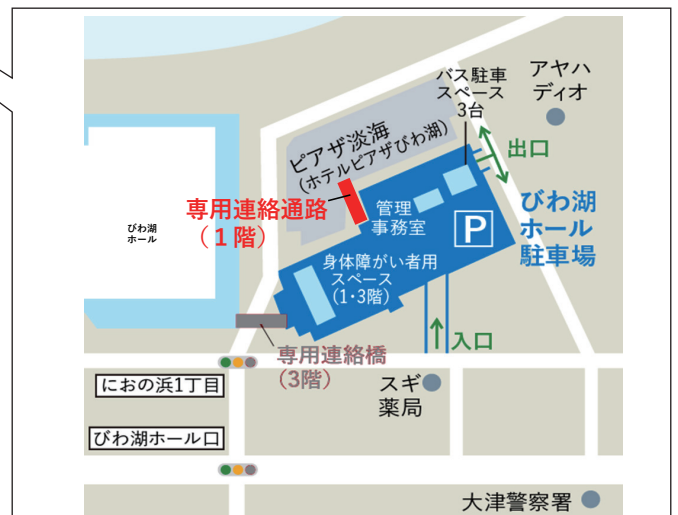 アヤハ
ディオ
バス駐車
スペース
3台
ピアザ淡海
(ホテルピアザびわ湖)
出口
びわ湖
ホール
駐車場
P
管理
事務室
専用連絡通路
(1階)
びわ湖
ホール
身体障がい者用
スペース
(1・3階)
入口
専用連絡橋
(3階)
スギ
薬局
におの浜1丁目
びわ湖ホール口
大津警察署